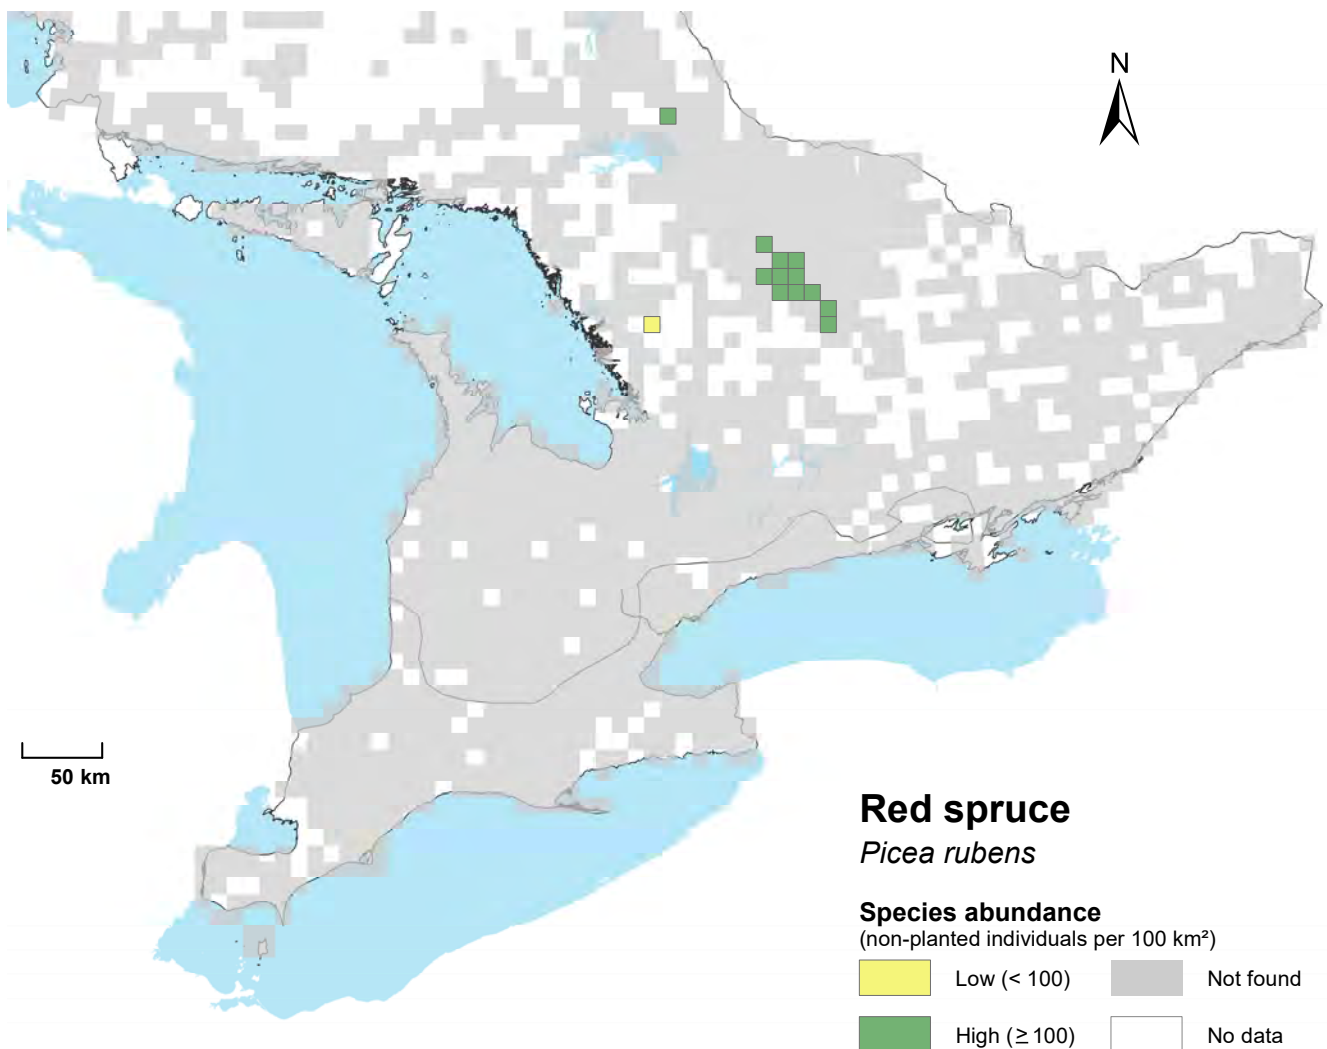 N
50 km
Red spruce
Picea rubens
Species abundance
(non-planted individuals per 100 km²)
Low (< 100)
Not found
High (≥ 100)
No data